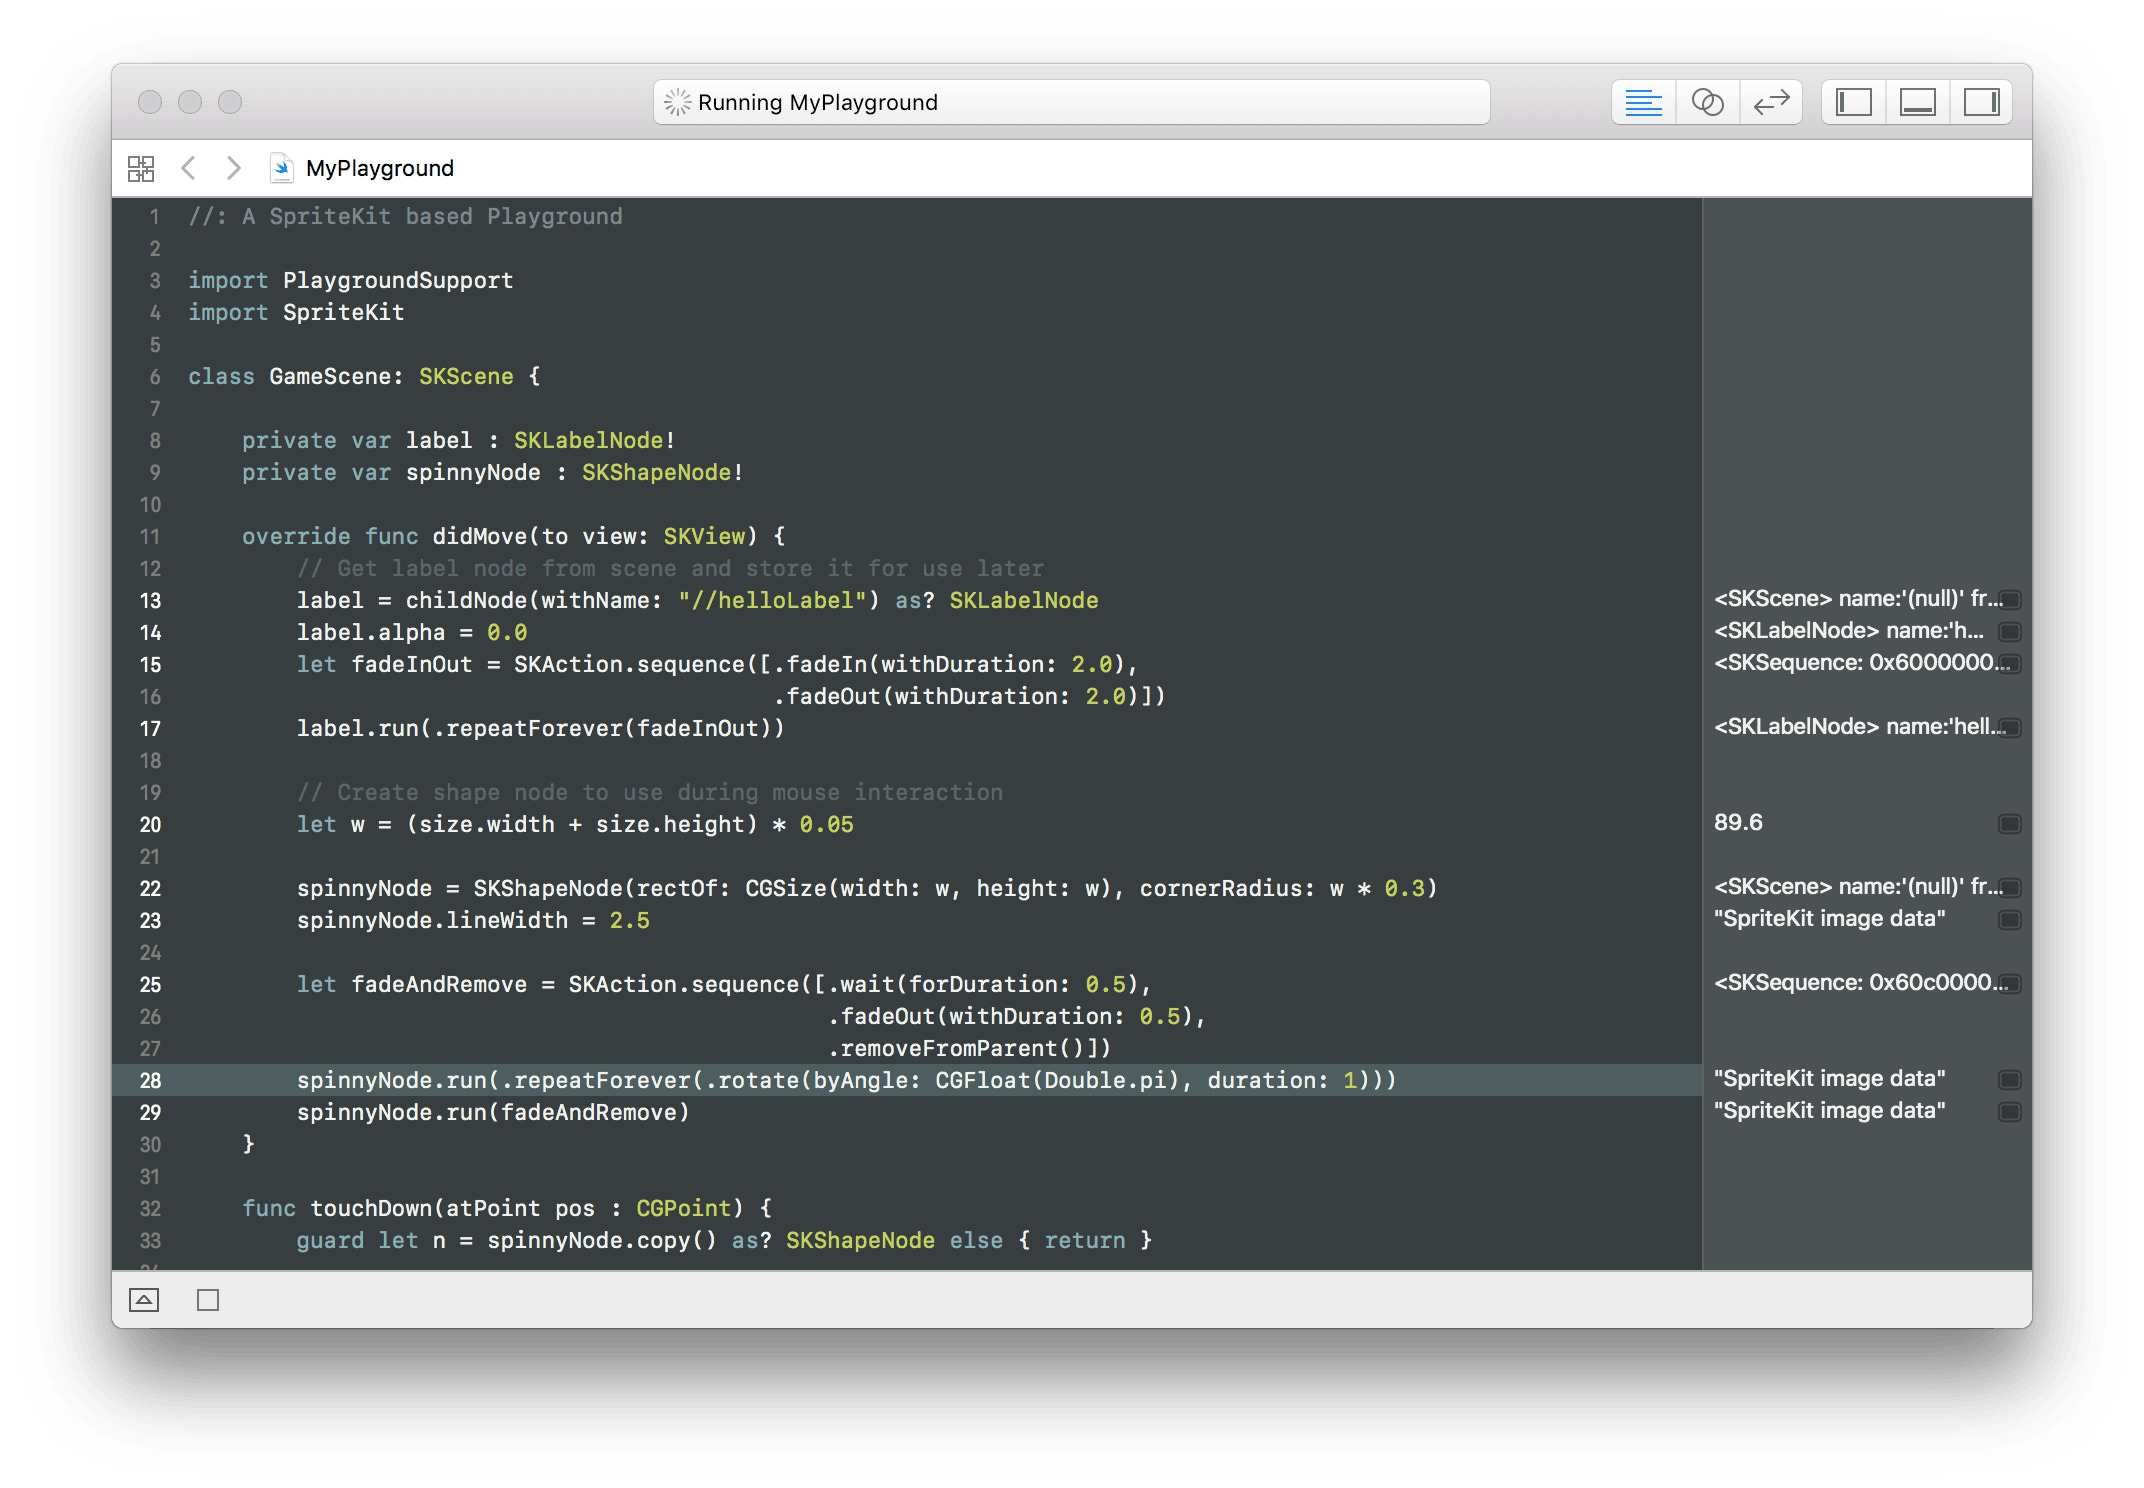 Running MyPlayground
MyPlayground
1 //: A SpriteKit based Playground
2
3 import PlaygroundSupport
4 import SpriteKit
5
6 class GameScene: SKScene {
7
8 private var label : SKLabelNode!
9 private var spinnyNode : SKShapeNode!
10
11 override func didMove(to view: SKView) {
12 // Get label node from scene and store it for use later
13 label = childNode(withName: "//helloLabel") as? SKLabelNode <SKScene> name:'(null)' fr...
14 label.alpha = 0.0 <SKLabelNode> name:'h...
15 let fadeInOut = SKAction.sequence([.fadeIn(withDuration: 2.0), <SKSequence: 0x6000000...
16 .fadeOut(withDuration: 2.0)])
17 label.run(.repeatForever(fadeInOut)) <SKLabelNode> name:'hell...
18
19 // Create shape node to use during mouse interaction
20 let w = (size.width + size.height) * 0.05 89.6
21
22 spinnyNode = SKShapeNode(rectOf: CGSize(width: w, height: w), cornerRadius: w * 0.3) <SKScene> name:'(null)' fr...
23 spinnyNode.lineWidth = 2.5 "SpriteKit image data"
24
25 let fadeAndRemove = SKAction.sequence([.wait(forDuration: 0.5), <SKSequence: 0x60c0000...
26 .fadeOut(withDuration: 0.5),
27 .removeFromParent()])
28 spinnyNode.run(.repeatForever(.rotate(byAngle: CGFloat(Double.pi), duration: 1))) "SpriteKit image data"
29 spinnyNode.run(fadeAndRemove) "SpriteKit image data"
30 }
31
32 func touchDown(atPoint pos : CGPoint) {
33 guard let n = spinnyNode.copy() as? SKShapeNode else { return }